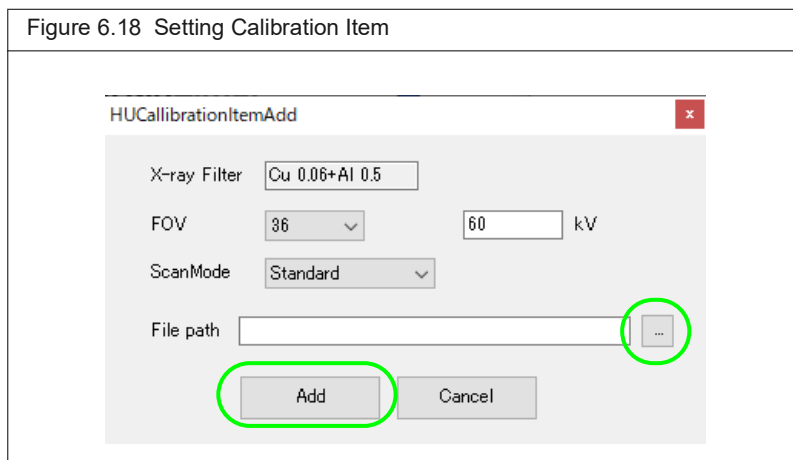 Figure 6.18 Setting Calibration Item
HUCallibrationItemAdd x
X-ray Filter Cu 0.06+Al 0.5
FOV 36 60 kV
ScanMode Standard
File path ...
Add Cancel